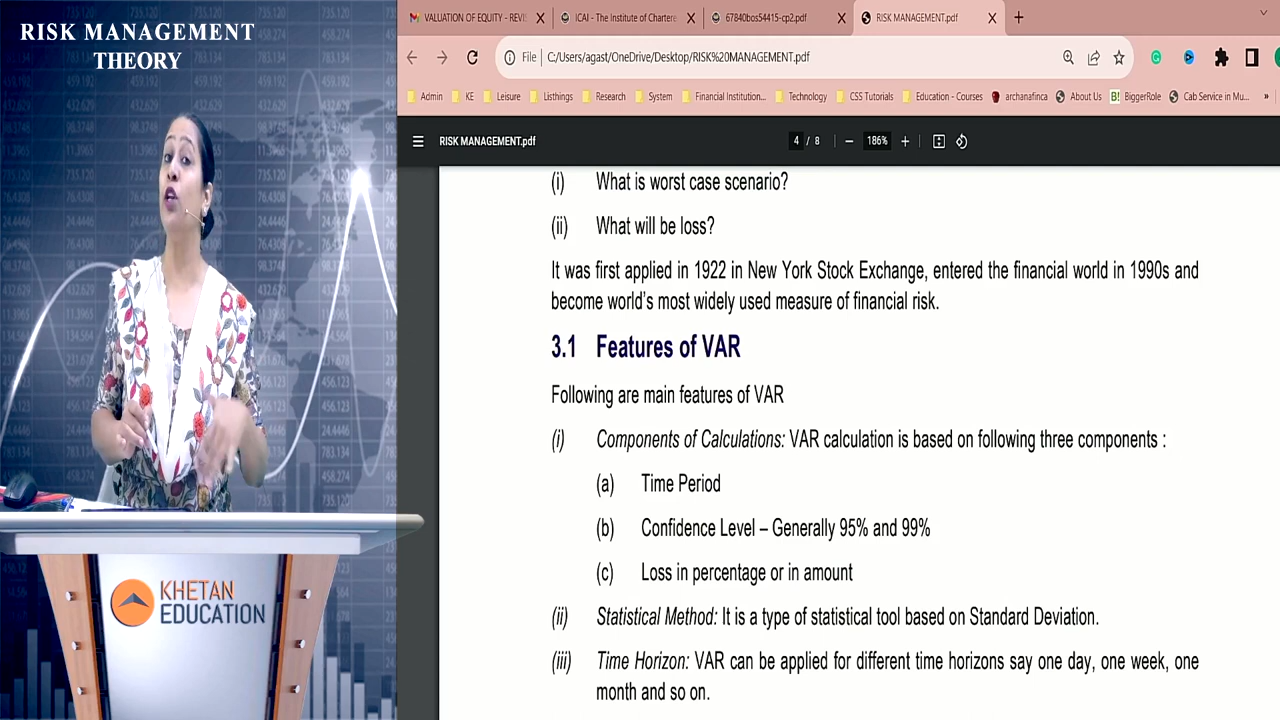 RISK MANAGEMENT
THEORY
VALUATION OF EQUITY - REVI
ICAI - The Institute of Chartere
67840bos54415-cp2.pdf
RISK MANAGEMENT.pdf
File
C:/Users/agast/OneDrive/Desktop/RISK%20MANAGEMENT.pdf
Admin
KE
Leisure
Listhings
Research
System
Financial Institution...
Technology
CSS Tutorials
Education - Courses
archanafinca
About Us
B! BiggerRole
Cab Service in Mu...
»
RISK MANAGEMENT.pdf
4 / 8
186%
(i) What is worst case scenario?
(ii) What will be loss?
It was first applied in 1922 in New York Stock Exchange, entered the financial world in 1990s and
become world's most widely used measure of financial risk.
3.1 Features of VAR
Following are main features of VAR
(i) Components of Calculations: VAR calculation is based on following three components :
(a) Time Period
(b) Confidence Level – Generally 95% and 99%
(c) Loss in percentage or in amount
(ii) Statistical Method: It is a type of statistical tool based on Standard Deviation.
(iii) Time Horizon: VAR can be applied for different time horizons say one day, one week, one
month and so on.
KHETAN
EDUCATION